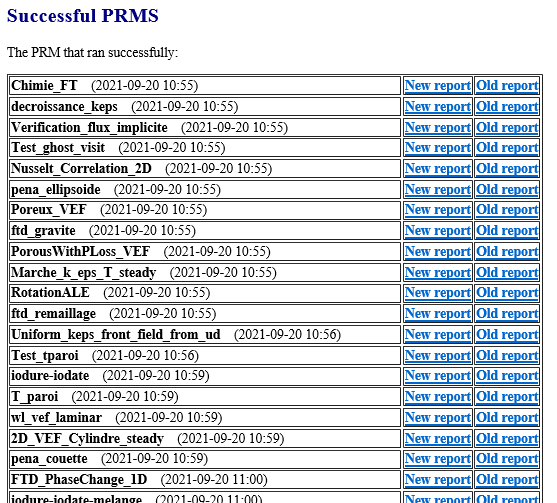 Successful PRMS
The PRM that ran successfully:
Chimie_FT (2021-09-20 10:55) New report Old report
decroissance_keps (2021-09-20 10:55) New report Old report
Verification_flux_implicite (2021-09-20 10:55) New report Old report
Test_ghost_visit (2021-09-20 10:55) New report Old report
Nusselt_Correlation_2D (2021-09-20 10:55) New report Old report
pena_ellipsoide (2021-09-20 10:55) New report Old report
Poreux_VEF (2021-09-20 10:55) New report Old report
ftd_gravite (2021-09-20 10:55) New report Old report
PorousWithPLoss_VEF (2021-09-20 10:55) New report Old report
Marche_k_eps_T_steady (2021-09-20 10:55) New report Old report
RotationALE (2021-09-20 10:55) New report Old report
ftd_remaillage (2021-09-20 10:55) New report Old report
Uniform_keps_front_field_from_ud (2021-09-20 10:56) New report Old report
Test_tparoi (2021-09-20 10:56) New report Old report
iodure-iodate (2021-09-20 10:59) New report Old report
T_paroi (2021-09-20 10:59) New report Old report
wl_vef_laminar (2021-09-20 10:59) New report Old report
2D_VEF_Cylindre_steady (2021-09-20 10:59) New report Old report
pena_couette (2021-09-20 10:59) New report Old report
FTD_PhaseChange_1D (2021-09-20 11:00) New report Old report
iodure-iodate-melange (2021-09-20 11:00) New report Old report